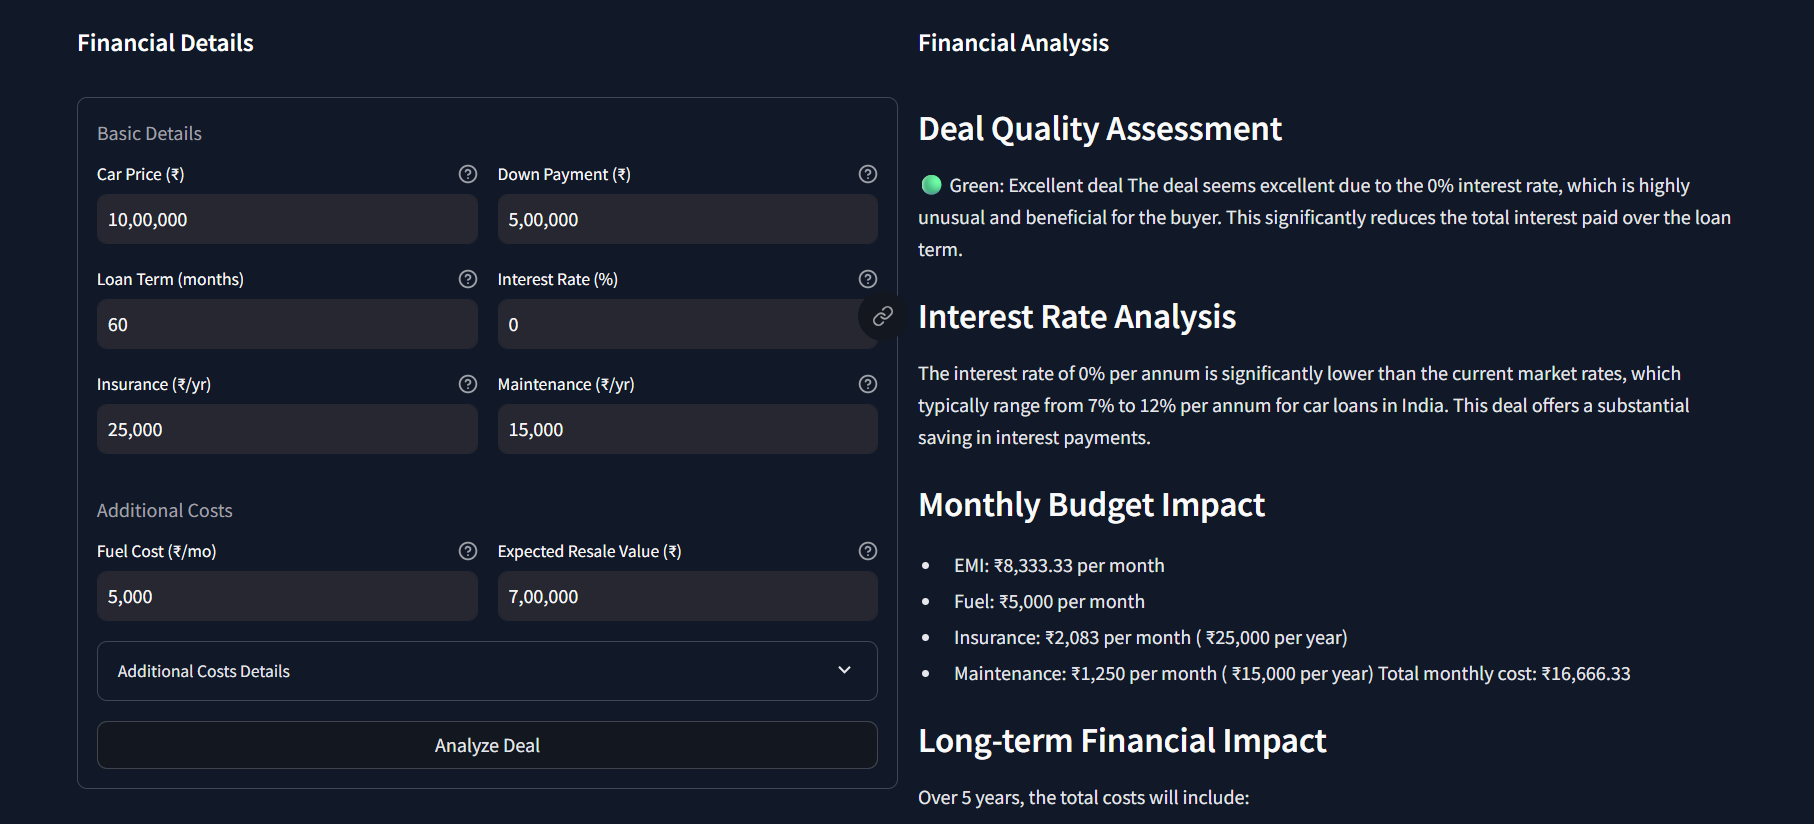 Financial Details
Basic Details
Car Price (₹)
Down Payment (₹)
10,00,000
5,00,000
Loan Term (months)
Interest Rate (%)
60
0
Insurance (₹/yr)
Maintenance (₹/yr)
25,000
15,000
Additional Costs
Fuel Cost (₹/mo)
Expected Resale Value (₹)
5,000
7,00,000
Additional Costs Details
Analyze Deal
Financial Analysis
Deal Quality Assessment
Green: Excellent deal The deal seems excellent due to the 0% interest rate, which is highly
unusual and beneficial for the buyer. This significantly reduces the total interest paid over the loan
term.
Interest Rate Analysis
The interest rate of 0% per annum is significantly lower than the current market rates, which
typically range from 7% to 12% per annum for car loans in India. This deal offers a substantial
saving in interest payments.
Monthly Budget Impact
• EMI: ₹8,333.33 per month
• Fuel: ₹5,000 per month
• Insurance: ₹2,083 per month ( ₹25,000 per year)
• Maintenance: ₹1,250 per month ( ₹15,000 per year) Total monthly cost: ₹16,666.33
Long-term Financial Impact
Over 5 years, the total costs will include: